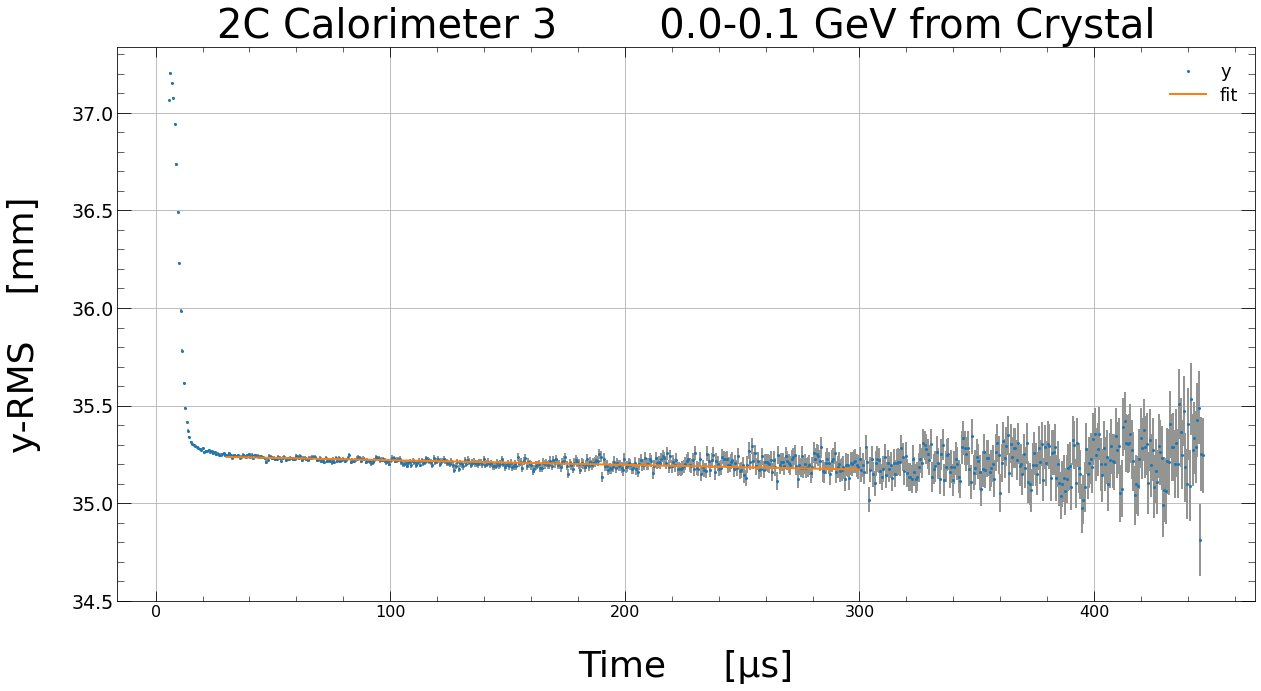 2C Calorimeter 3 0.0-0.1 GeV from Crystal
y
fit
37.0
36.5
36.0
35.5
35.0
34.5
y-RMS [mm]
0 100 200 300 400
Time [μs]